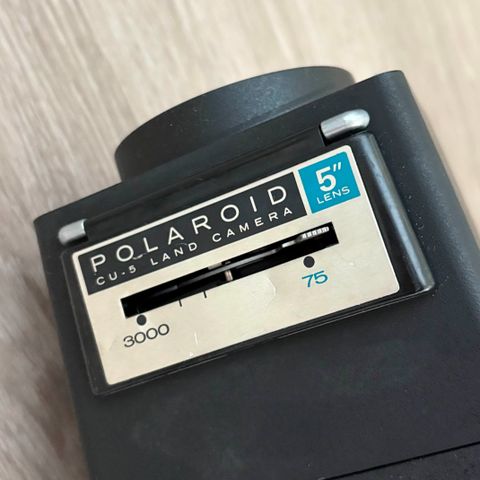 POLAROID
CU-5 LAND CAMERA
5"
LENS
3000
75